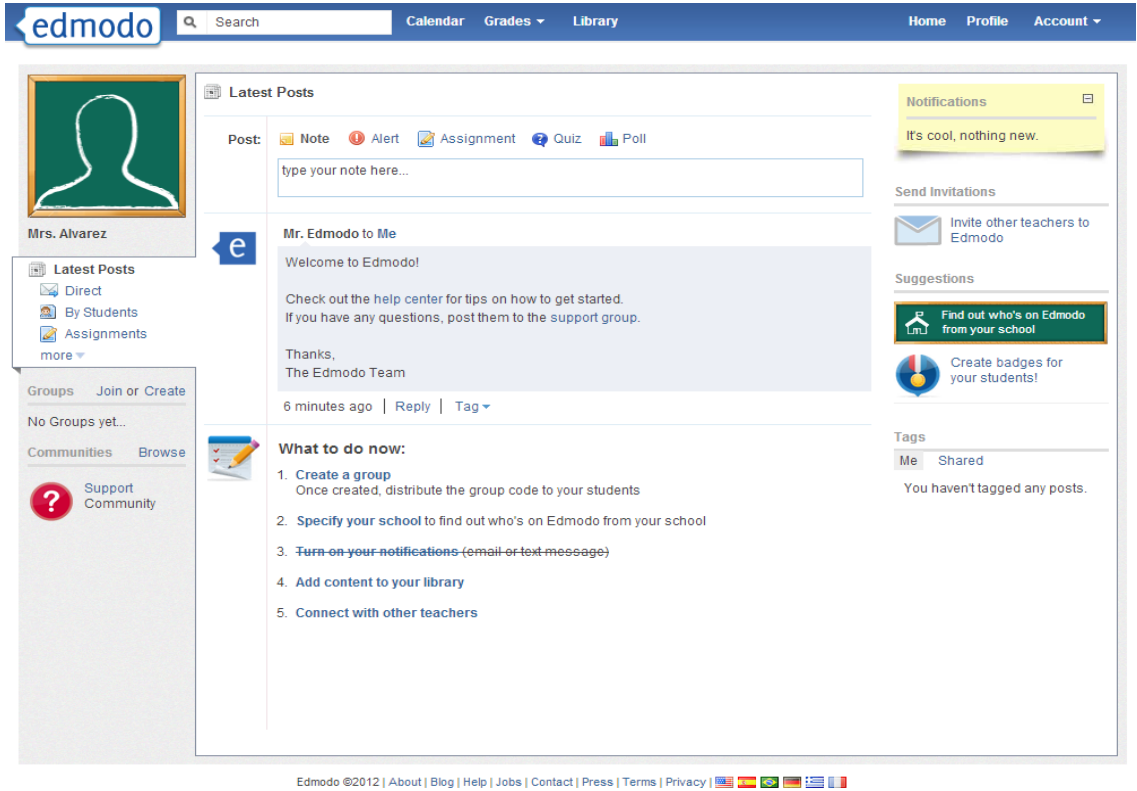 edmodo
Search
Calendar
Grades
Library
Home
Profile
Account
Mrs. Alvarez
Latest Posts
Direct
By Students
Assignments
more
Groups Join or Create
No Groups yet...
Communities Browse
Support
Community
Latest Posts
Post: Note Alert Assignment Quiz Poll
type your note here...
e
Mr. Edmodo to Me
Welcome to Edmodo!
Check out the help center for tips on how to get started.
If you have any questions, post them to the support group.
Thanks,
The Edmodo Team
6 minutes ago | Reply | Tag
What to do now:
1. Create a group
Once created, distribute the group code to your students
2. Specify your school to find out who's on Edmodo from your school
3. Turn on your notifications (email or text message)
4. Add content to your library
5. Connect with other teachers
Notifications
It's cool, nothing new.
Send Invitations
Invite other teachers to
Edmodo
Suggestions
Find out who's on Edmodo
from your school
Create badges for
your students!
Tags
Me Shared
You haven't tagged any posts.
Edmodo ©2012 | About | Blog | Help | Jobs | Contact | Press | Terms | Privacy |